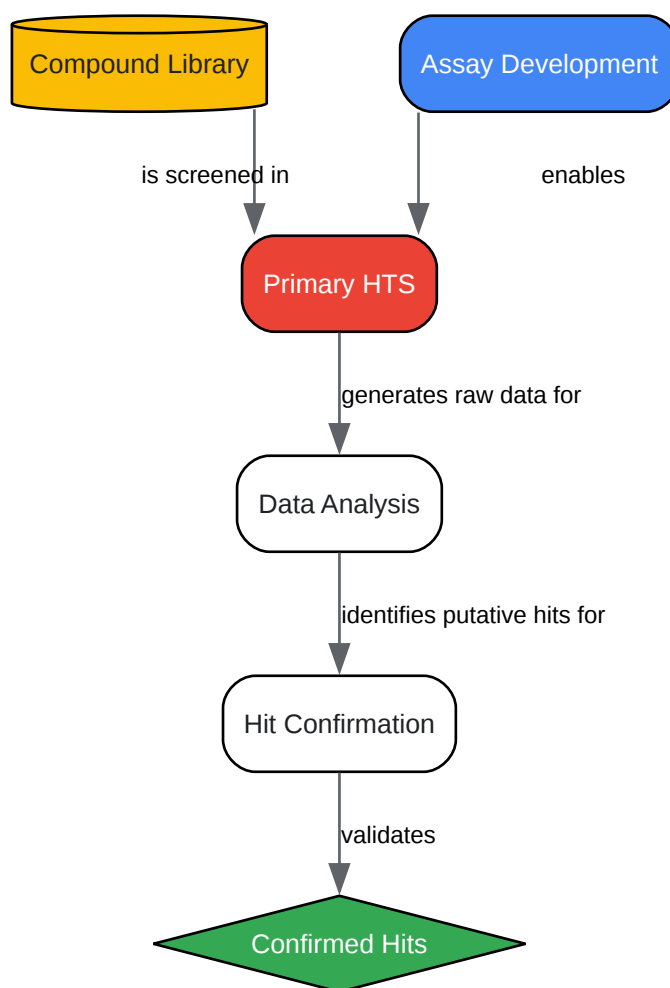 Compound Library
Assay Development
is screened in
enables
Primary HTS
generates raw data for
Data Analysis
identifies putative hits for
Hit Confirmation
validates
Confirmed Hits